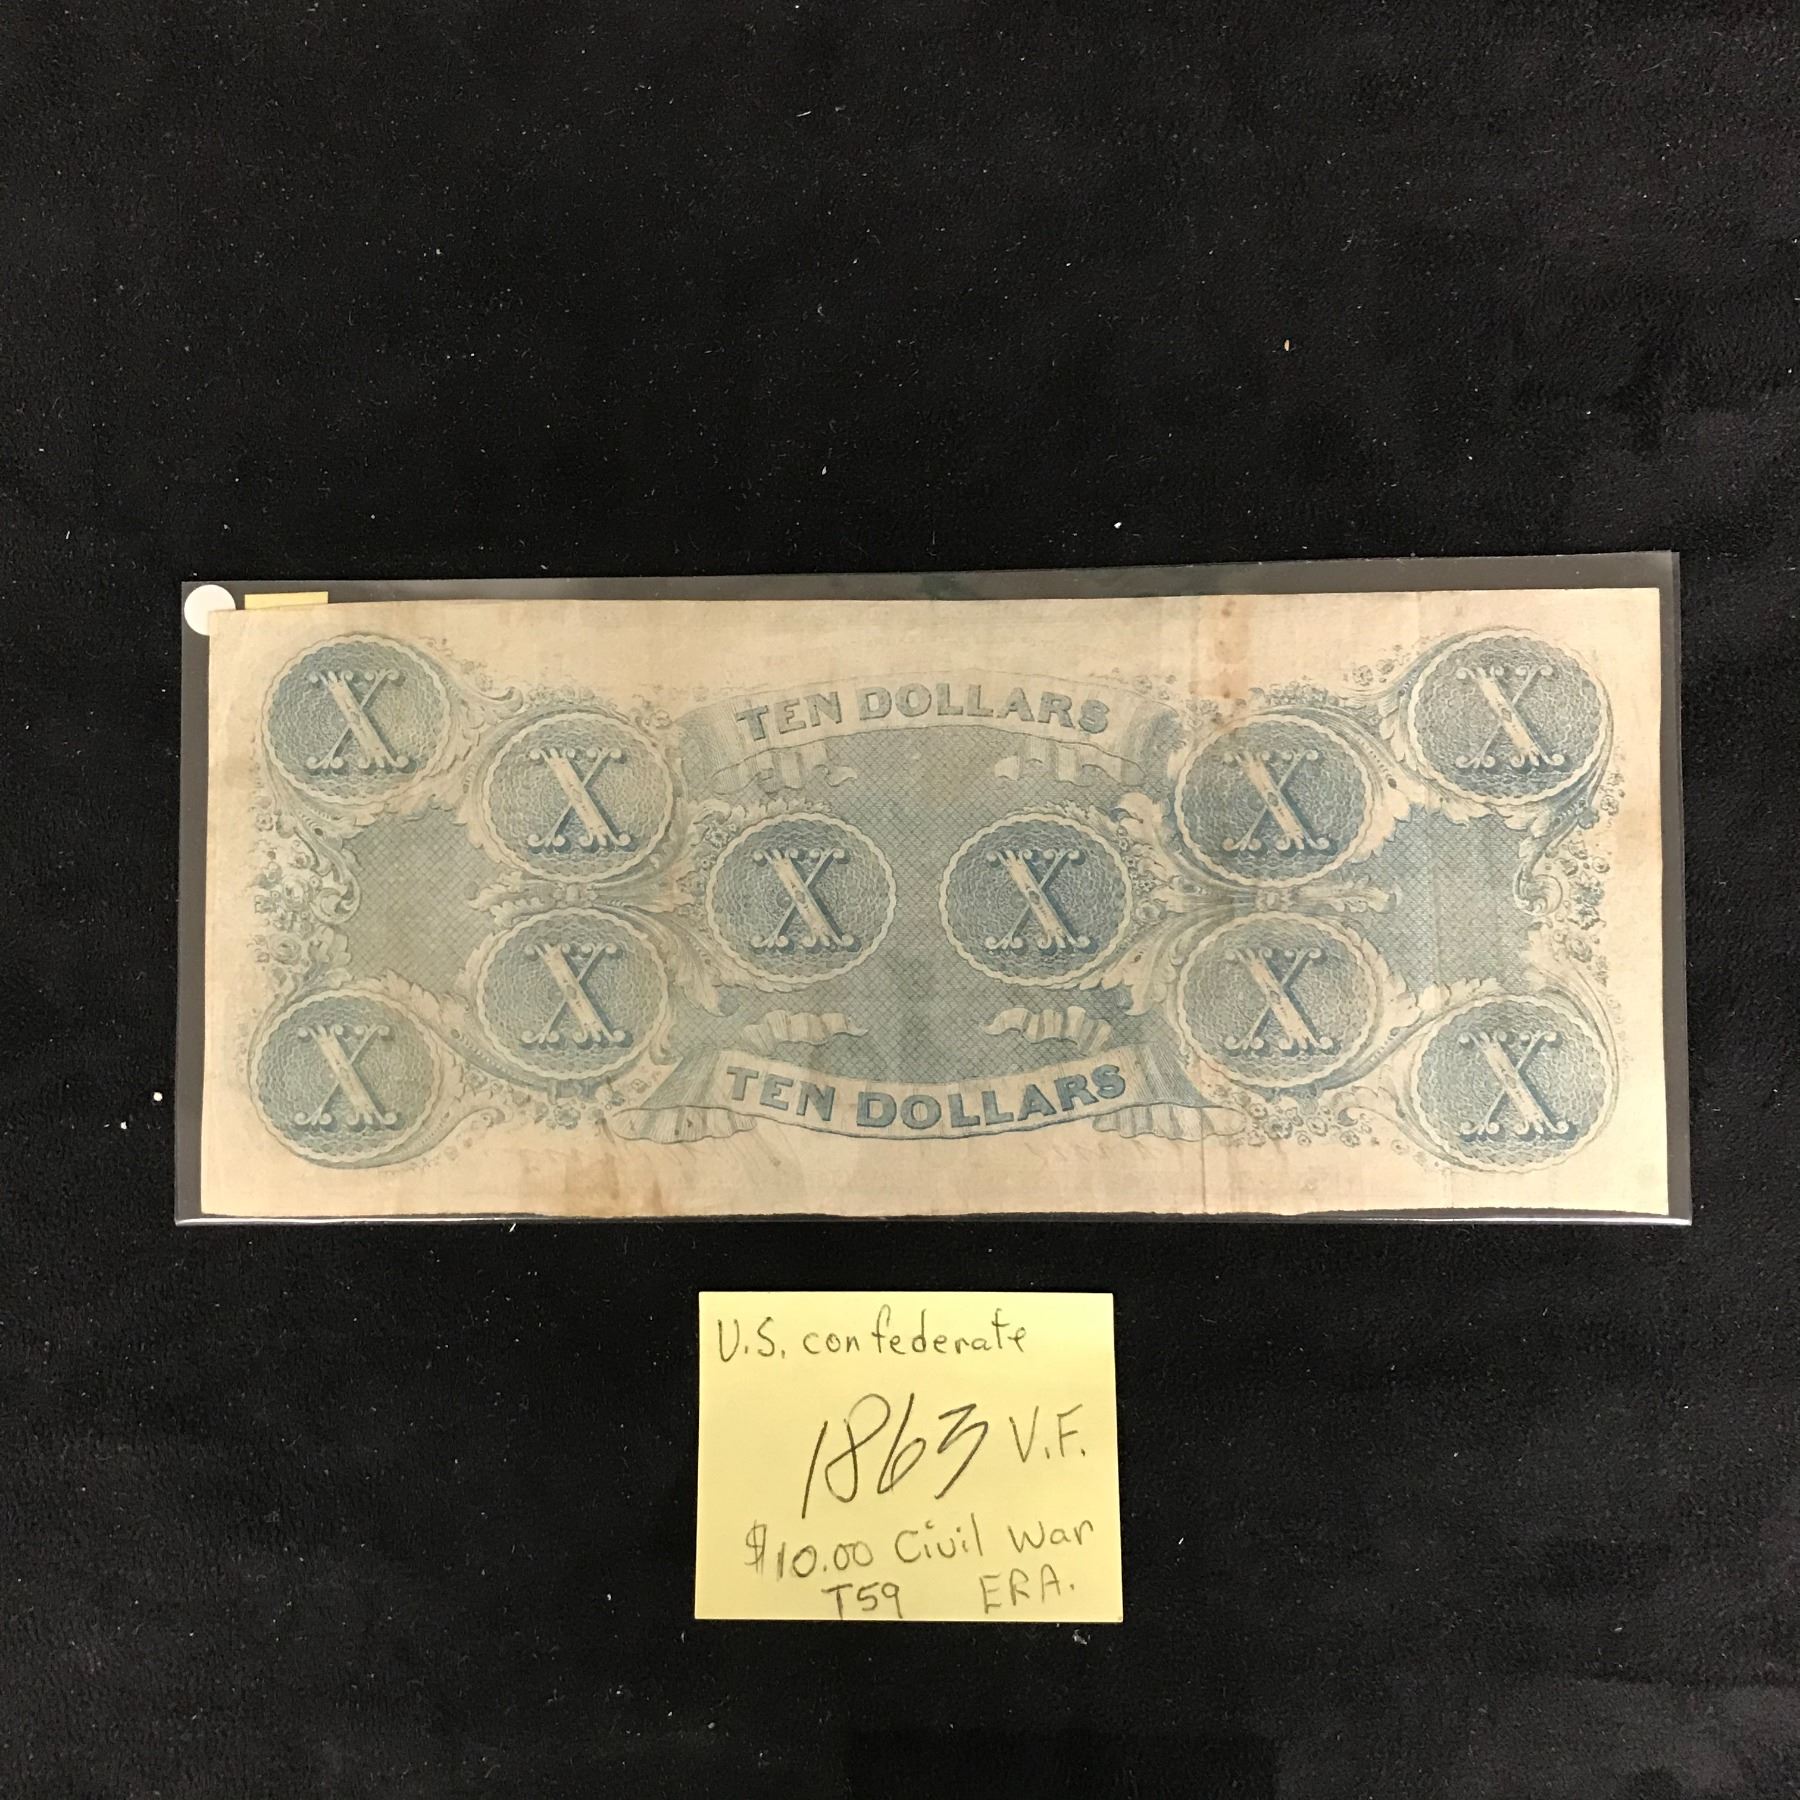 TEN DOLLARS
X X
X X
X X
X X
X X
TEN DOLLARS
U.S. confederate
1863 V.F.
$10.00 Civil War
T59 ERA.